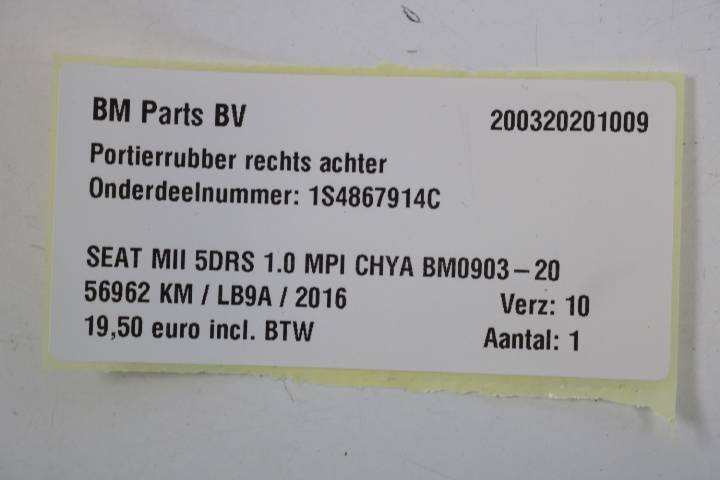 BM Parts BV 200320201009
Portierrubber rechts achter
Onderdeelnummer: 1S4867914C
SEAT MII 5DRS 1.0 MPI CHYA BM0903-20
56962 KM / LB9A / 2016 Verz: 10
19,50 euro incl. BTW Aantal: 1